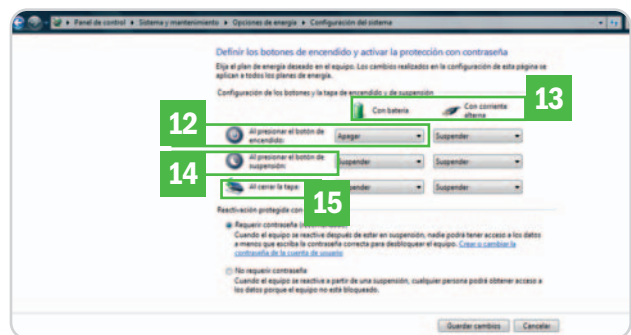 Panel de control ▸ Sistema y mantenimiento ▸ Opciones de energía ▸ Configuración del sistema
Definir los botones de encendido y activar la protección con contraseña
Elija el plan de energía deseado en el equipo. Los cambios realizados en la configuración de esta página se
aplican a todos los planes de energía.
Configuración de los botones y la tapa de encendido y de suspensión
Con batería
Con corriente
alterna
13
12
Al presionar el botón de
encendido:
Apagar
Suspender
14
Al presionar el botón de
suspensión:
Suspender
Suspender
Al cerrar la tapa:
Suspender
15
Reactivación protegida con
Requerir contraseña
Cuando el equipo se reactive después de estar en suspensión, nadie podrá tener acceso a los datos
a menos que escriba la contraseña correcta para desbloquear el equipo. Crear o cambiar la
contraseña de la cuenta de usuario
No requerir contraseña
Cuando el equipo se reactive a partir de una suspensión, cualquier persona podrá obtener acceso a
los datos porque el equipo no está bloqueado.
Guardar cambios
Cancelar